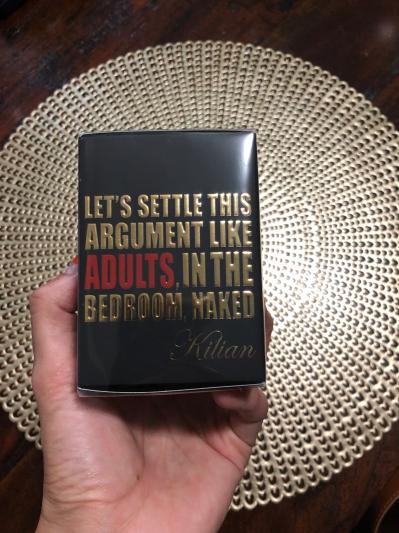 LET'S SETTLE THIS
ARGUMENT LIKE
ADULTS, IN THE
BEDROOM, NAKED
Kilian